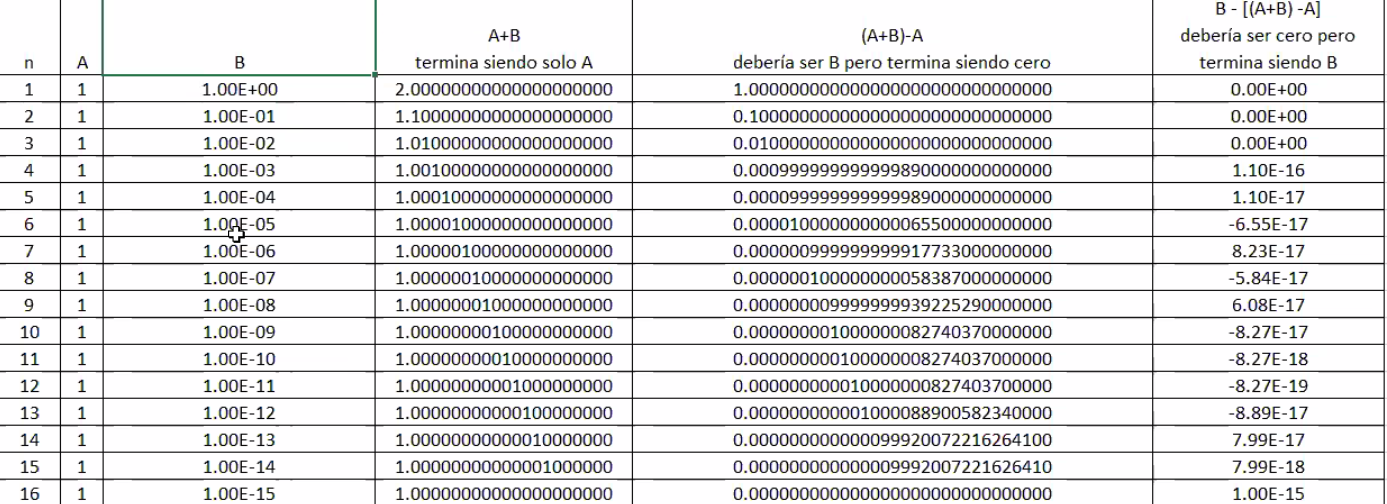 n A B A+B termina siendo solo A (A+B)-A debería ser B pero termina siendo cero B - [(A+B) -A] debería ser cero pero termina siendo B
1 1 1.00E+00 2.00000000000000000000 1.000000000000000000000000000000 0.00E+00
2 1 1.00E-01 1.10000000000000000000 0.100000000000000000000000000000 0.00E+00
3 1 1.00E-02 1.01000000000000000000 0.010000000000000000000000000000 0.00E+00
4 1 1.00E-03 1.00100000000000000000 0.000999999999999890000000000000 1.10E-16
5 1 1.00E-04 1.00010000000000000000 0.000099999999999989000000000000 1.10E-17
6 1 1.00E-05 1.00001000000000000000 0.000010000000000065500000000000 -6.55E-17
7 1 1.00E-06 1.00000100000000000000 0.000000999999999917733000000000 8.23E-17
8 1 1.00E-07 1.00000010000000000000 0.000000100000000058387000000000 -5.84E-17
9 1 1.00E-08 1.00000001000000000000 0.000000009999999939225290000000 6.08E-17
10 1 1.00E-09 1.00000000100000000000 0.000000001000000082740370000000 -8.27E-17
11 1 1.00E-10 1.00000000010000000000 0.000000000100000008274037000000 -8.27E-18
12 1 1.00E-11 1.00000000001000000000 0.000000000010000000827403700000 -8.27E-19
13 1 1.00E-12 1.00000000000100000000 0.000000000001000088900582340000 -8.89E-17
14 1 1.00E-13 1.00000000000010000000 0.000000000000099920072216264100 7.99E-17
15 1 1.00E-14 1.00000000000001000000 0.000000000000009992007221626410 7.99E-18
16 1 1.00E-15 1.00000000000000000000 0.000000000000000000000000000000 1.00E-15